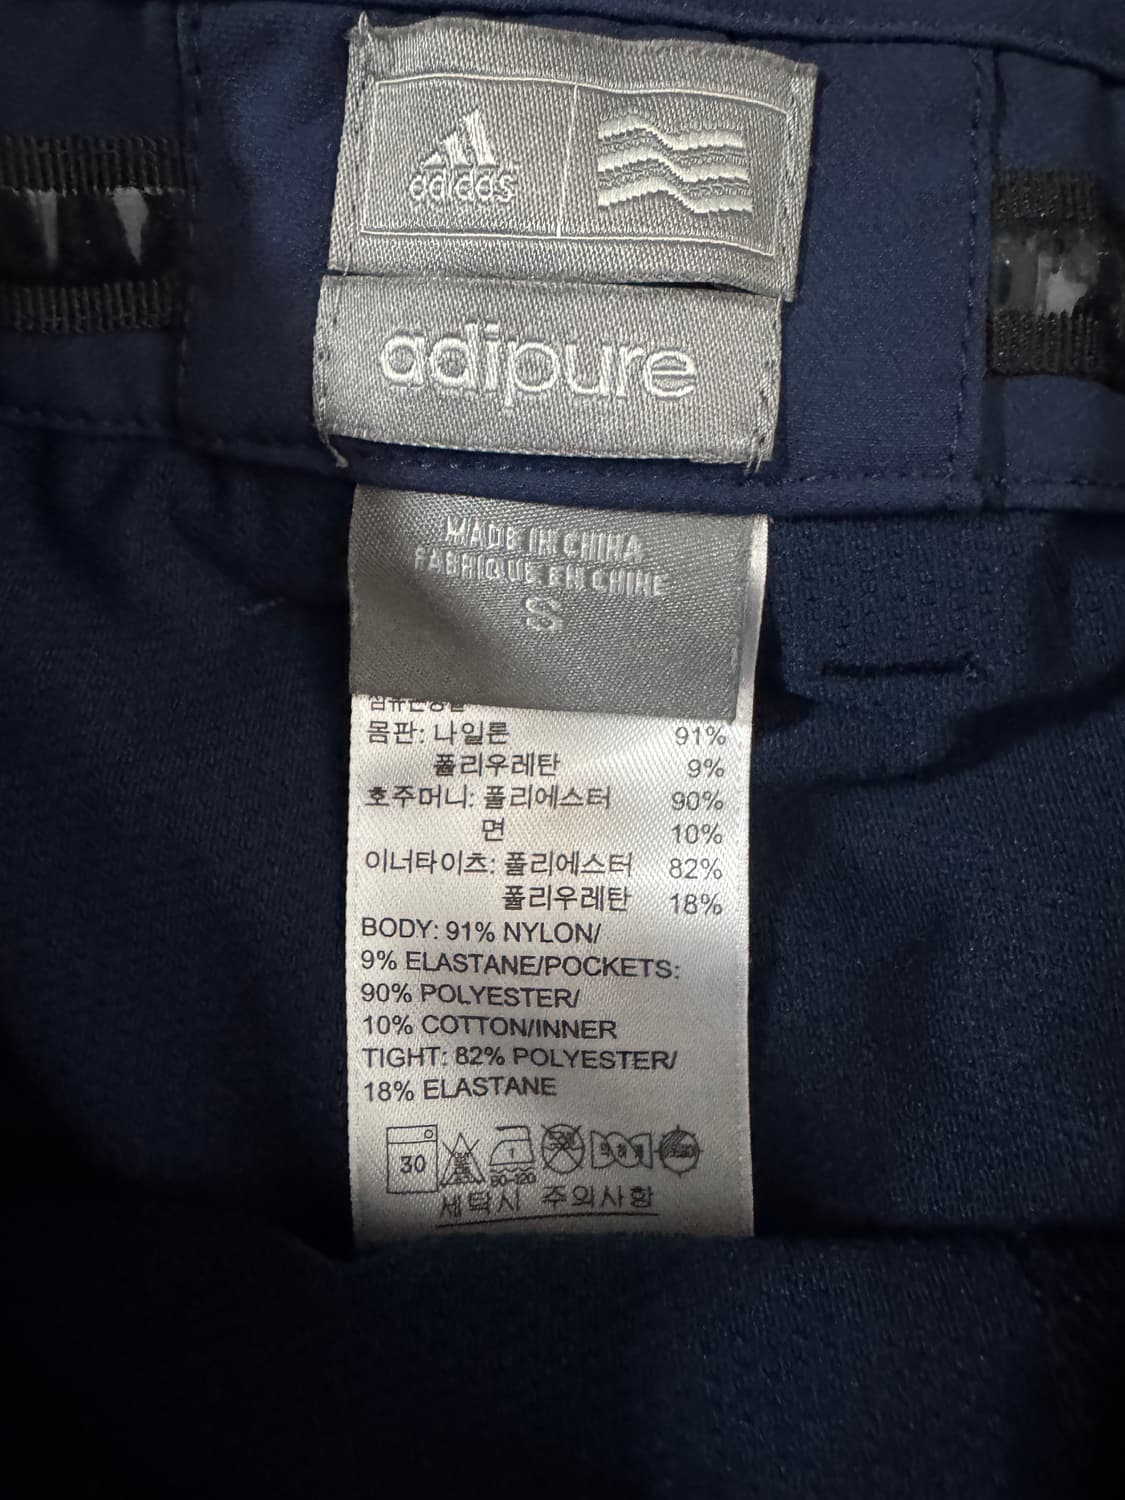 adidas
adipure
MADE IN CHINA
FABRIQUE EN CHINE
S
몸판: 나일론 91%
폴리우레탄 9%
호주머니: 폴리에스터 90%
면 10%
이너타이츠: 폴리에스터 82%
폴리우레탄 18%
BODY: 91% NYLON/
9% ELASTANE/POCKETS:
90% POLYESTER/
10% COTTON/INNER
TIGHT: 82% POLYESTER/
18% ELASTANE
30 1
80-120
세탁시 주의사항